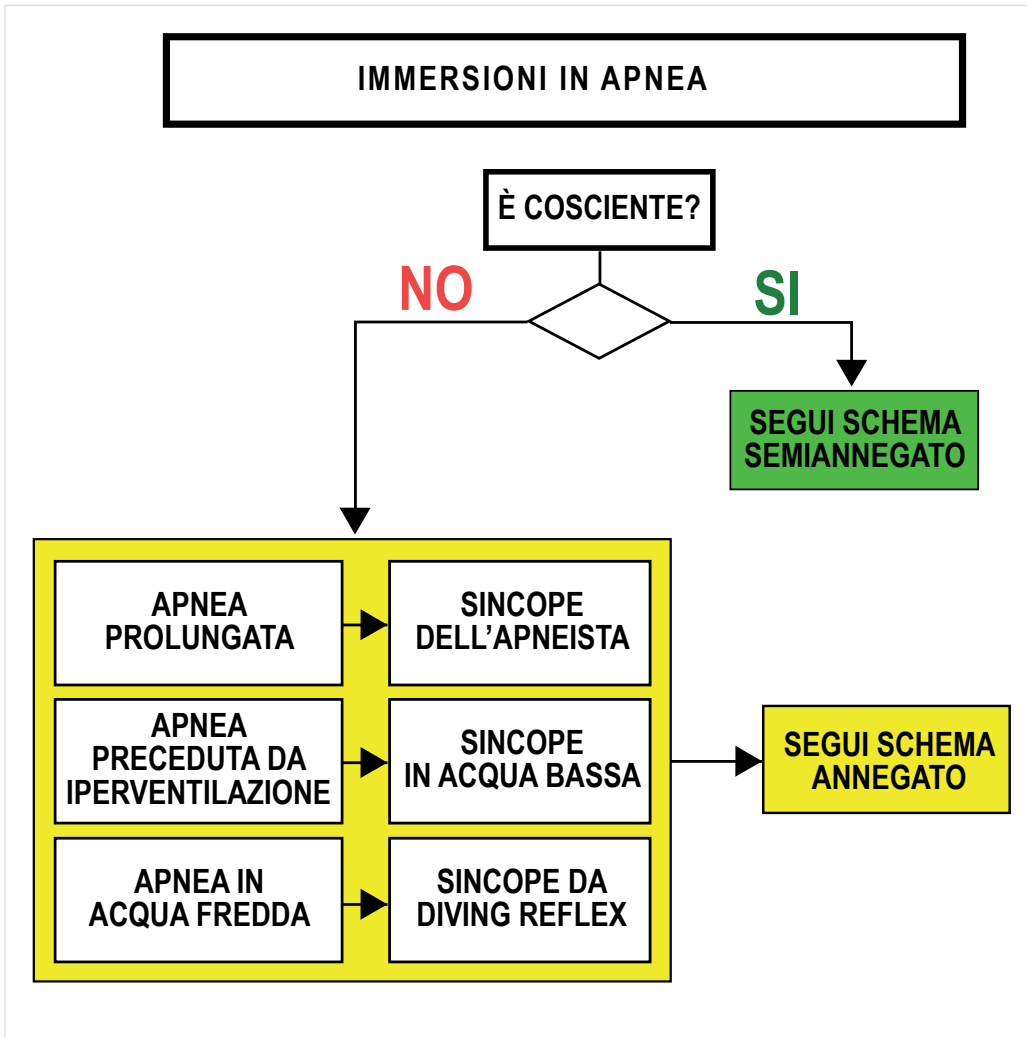 IMMERSIONI IN APNEA
È COSCIENTE?
NO
SI
SEGUI SCHEMA
SEMIANNEGATO
APNEA
PROLUNGATA
SINCOPE
DELL'APNEISTA
APNEA
PRECEDUTA DA
IPERVENTILAZIONE
SINCOPE
IN ACQUA BASSA
SEGUI SCHEMA
ANNEGATO
APNEA IN
ACQUA FREDDA
SINCOPE DA
DIVING REFLEX